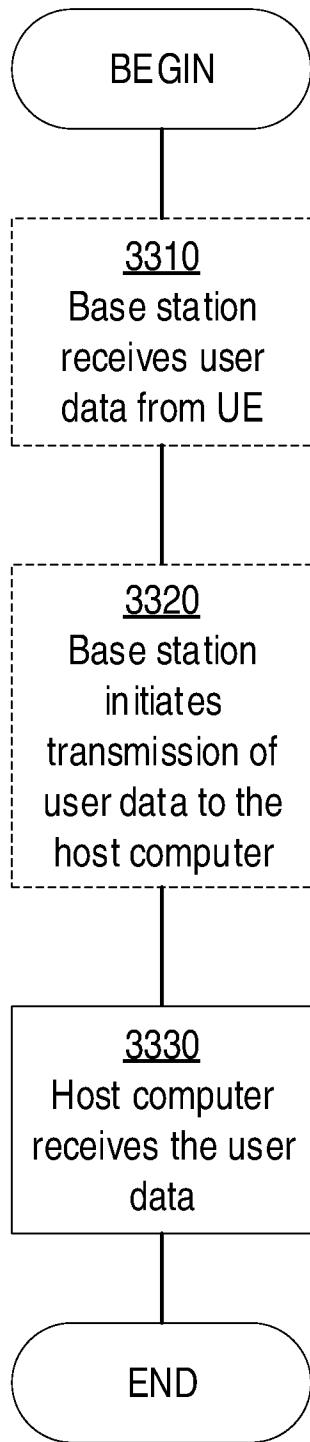 BEGIN
3310
Base station
receives user
data from UE
3320
Base station
initiates
transmission of
user data to the
host computer
3330
Host computer
receives the user
data
END